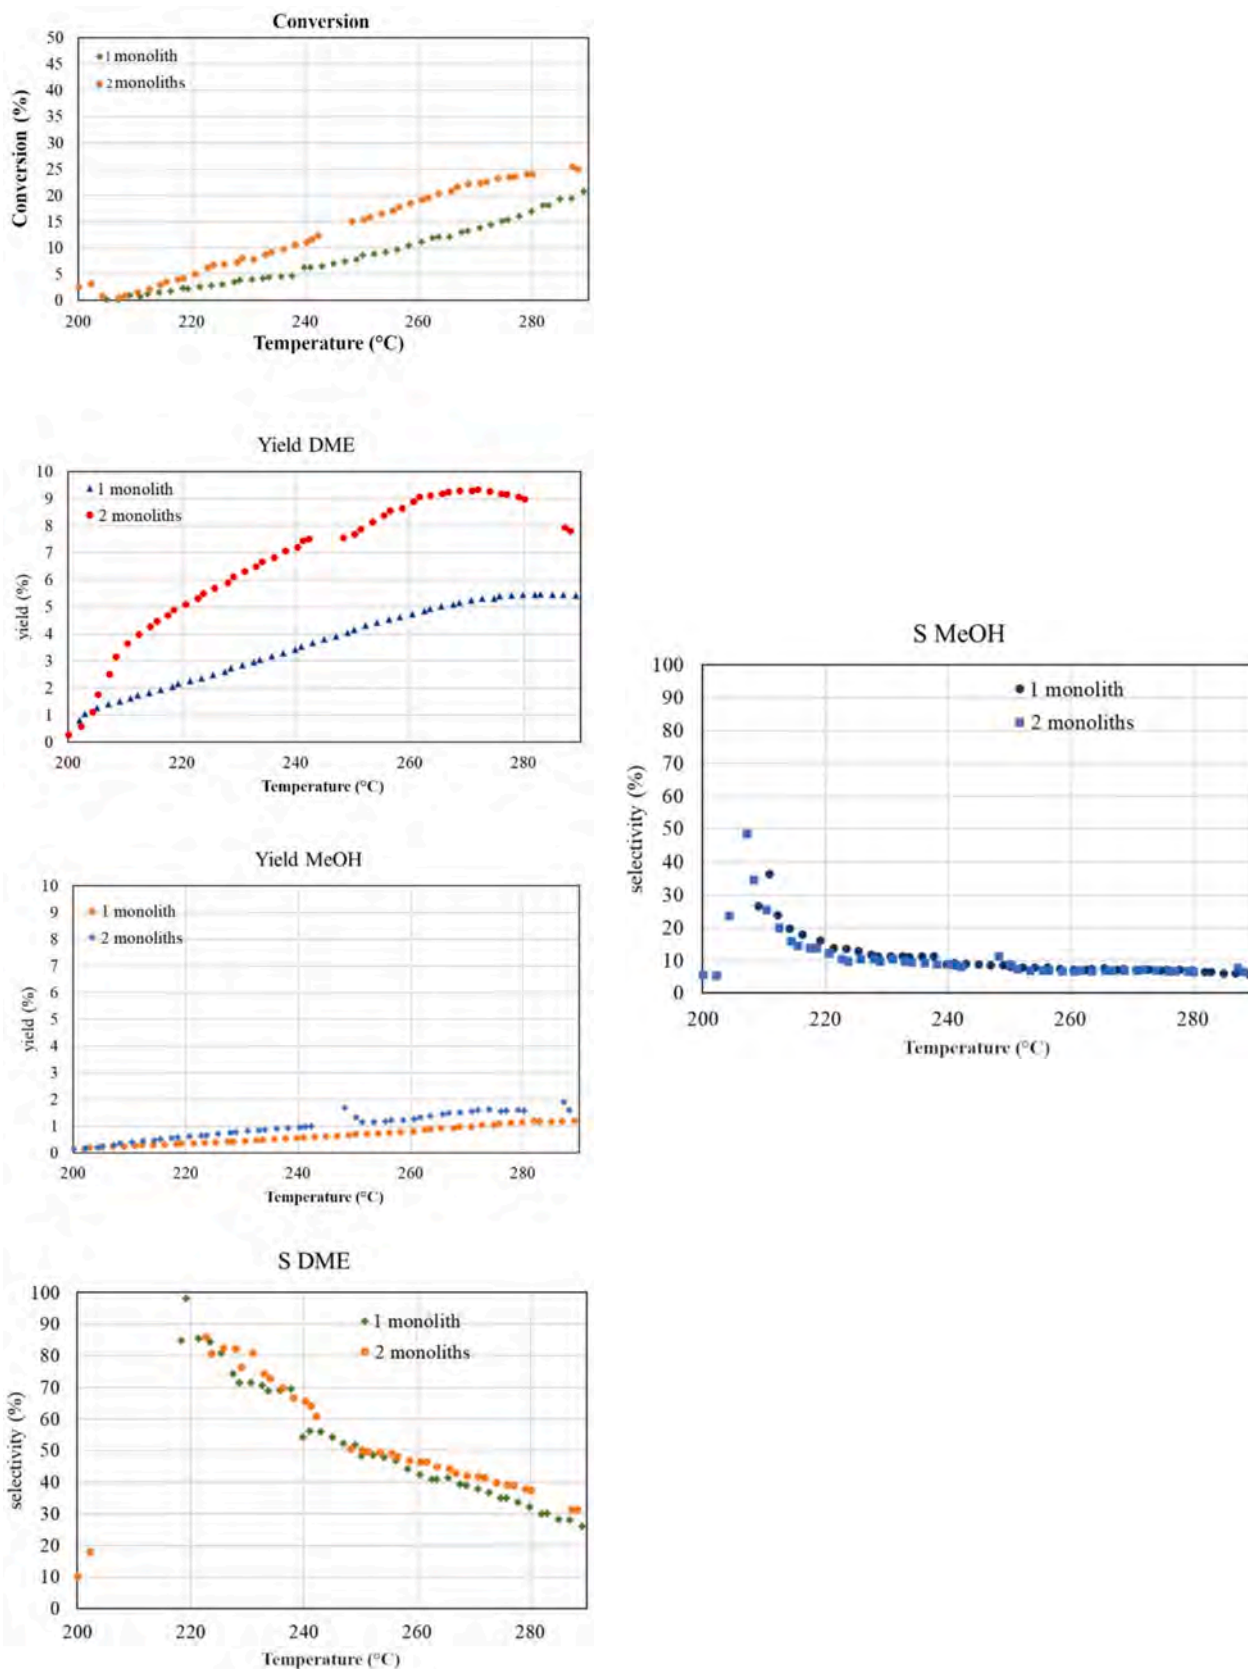 Conversion
50
45
40
35
30
25
20
15
10
5
0
Conversion (%)
1 monolith
2 monoliths
200 220 240 260 280
Temperature (°C)
Yield DME
10
9
8
7
6
5
4
3
2
1
0
yield (%)
1 monolith
2 monoliths
200 220 240 260 280
Temperature (°C)
Yield MeOH
10
9
8
7
6
5
4
3
2
1
0
yield (%)
1 monolith
2 monoliths
200 220 240 260 280
Temperature (°C)
S DME
100
90
80
70
60
50
40
30
20
10
0
selectivity (%)
1 monolith
2 monoliths
200 220 240 260 280
Temperature (°C)
S MeOH
100
90
80
70
60
50
40
30
20
10
0
selectivity (%)
1 monolith
2 monoliths
200 220 240 260 280
Temperature (°C)